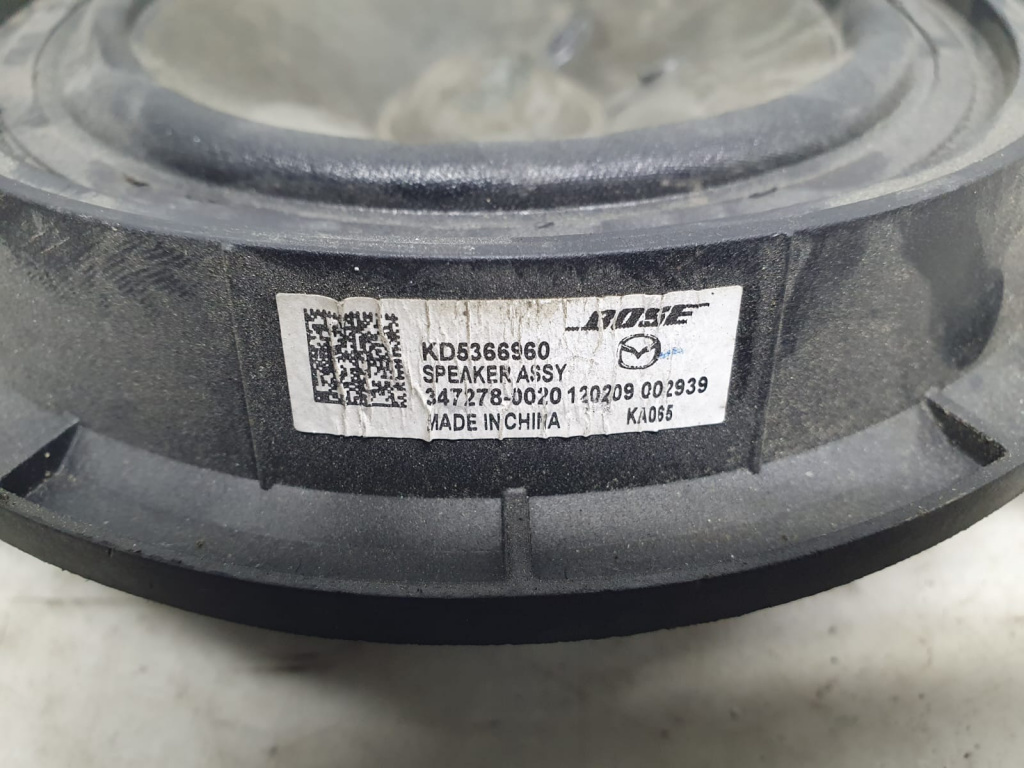 BOSE
KD5366960
SPEAKER ASSY
347278-0020 120209 002939
MADE IN CHINA KA065